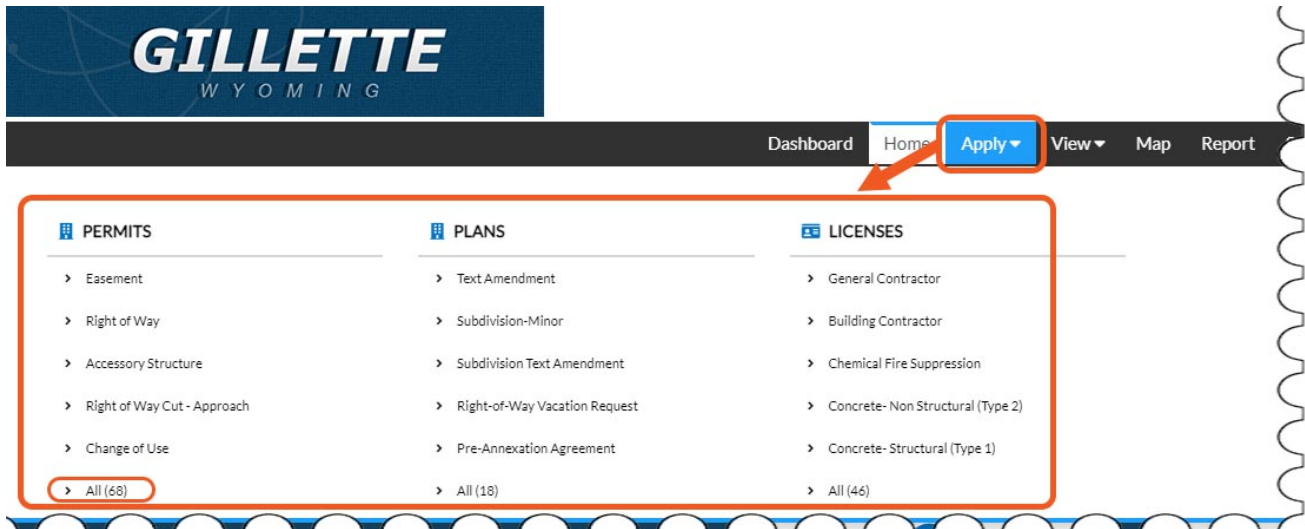 GILLETTE
WYOMING
Dashboard Home Apply View Map Report
PERMITS
Easement
Right of Way
Accessory Structure
Right of Way Cut - Approach
Change of Use
All (68)
PLANS
Text Amendment
Subdivision-Minor
Subdivision Text Amendment
Right-of-Way Vacation Request
Pre-Annexation Agreement
All (18)
LICENSES
General Contractor
Building Contractor
Chemical Fire Suppression
Concrete- Non Structural (Type 2)
Concrete- Structural (Type 1)
All (46)